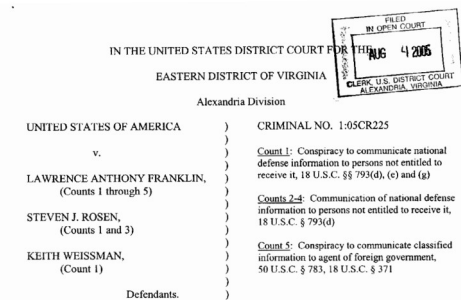 FILED
IN OPEN COURT
AUG 4 2005
CLERK, U.S. DISTRICT COURT
ALEXANDRIA, VIRGINIA
IN THE UNITED STATES DISTRICT COURT FOR THE
EASTERN DISTRICT OF VIRGINIA
Alexandria Division
UNITED STATES OF AMERICA
v.
LAWRENCE ANTHONY FRANKLIN,
(Counts 1 through 5)
STEVEN J. ROSEN,
(Counts 1 and 3)
KEITH WEISSMAN,
(Count 1)
Defendants.
)
)
)
)
)
)
)
)
)
)
)
)
)
)
CRIMINAL NO. 1:05CR225
Count 1: Conspiracy to communicate national
defense information to persons not entitled to
receive it, 18 U.S.C. §§ 793(d), (e) and (g)
Counts 2-4: Communication of national defense
information to persons not entitled to receive it,
18 U.S.C. § 793(d)
Count 5: Conspiracy to communicate classified
information to agent of foreign government,
50 U.S.C. § 783, 18 U.S.C. § 371